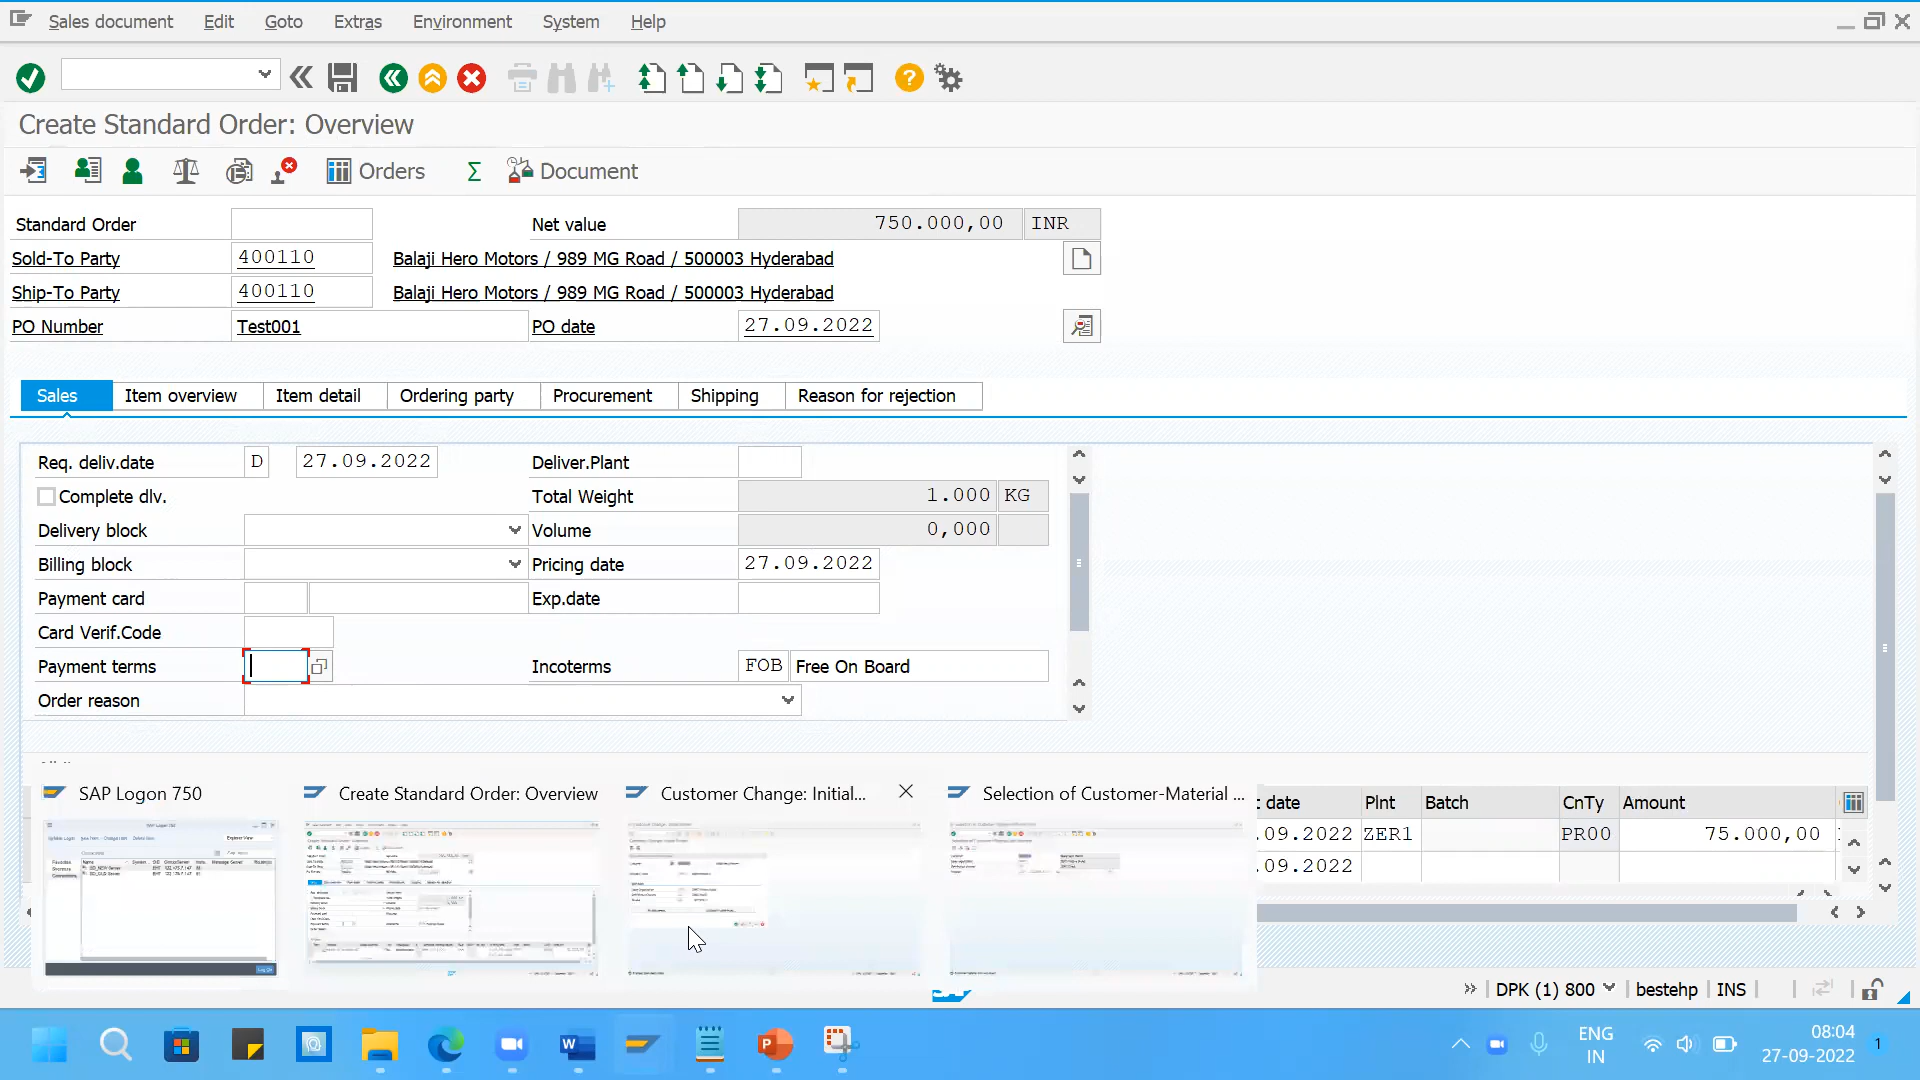 Sales document Edit Goto Extras Environment System Help
Create Standard Order: Overview
Orders Document
Standard Order Net value 750.000,00 INR
Sold-To Party 400110 Balaji Hero Motors / 989 MG Road / 500003 Hyderabad
Ship-To Party 400110 Balaji Hero Motors / 989 MG Road / 500003 Hyderabad
PO Number Test001 PO date 27.09.2022
Sales Item overview Item detail Ordering party Procurement Shipping Reason for rejection
Req. deliv.date D 27.09.2022 Deliver.Plant
Complete dlv. Total Weight 1.000 KG
Delivery block Volume 0,000
Billing block Pricing date 27.09.2022
Payment card Exp.date
Card Verif.Code
Payment terms Incoterms FOB Free On Board
Order reason
SAP Logon 750 Create Standard Order: Overview Customer Change: Initial... Selection of Customer-Material ...
date Plnt Batch CnTy Amount
.09.2022 ZER1 PR00 75.000,00
.09.2022
DPK (1) 800 bestehp INS
ENG
IN
08:04
27-09-2022
1